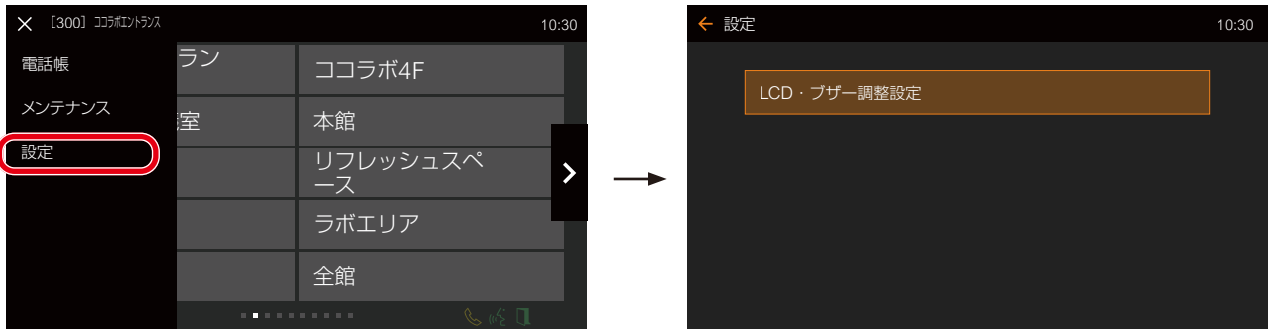 [300] ココラボエントランス
10:30
電話帳
メンテナンス
設定
ラン
室
ココラボ4F
本館
リフレッシュスペ
ース
ラボエリア
全館
設定
10:30
LCD・ブザー調整設定